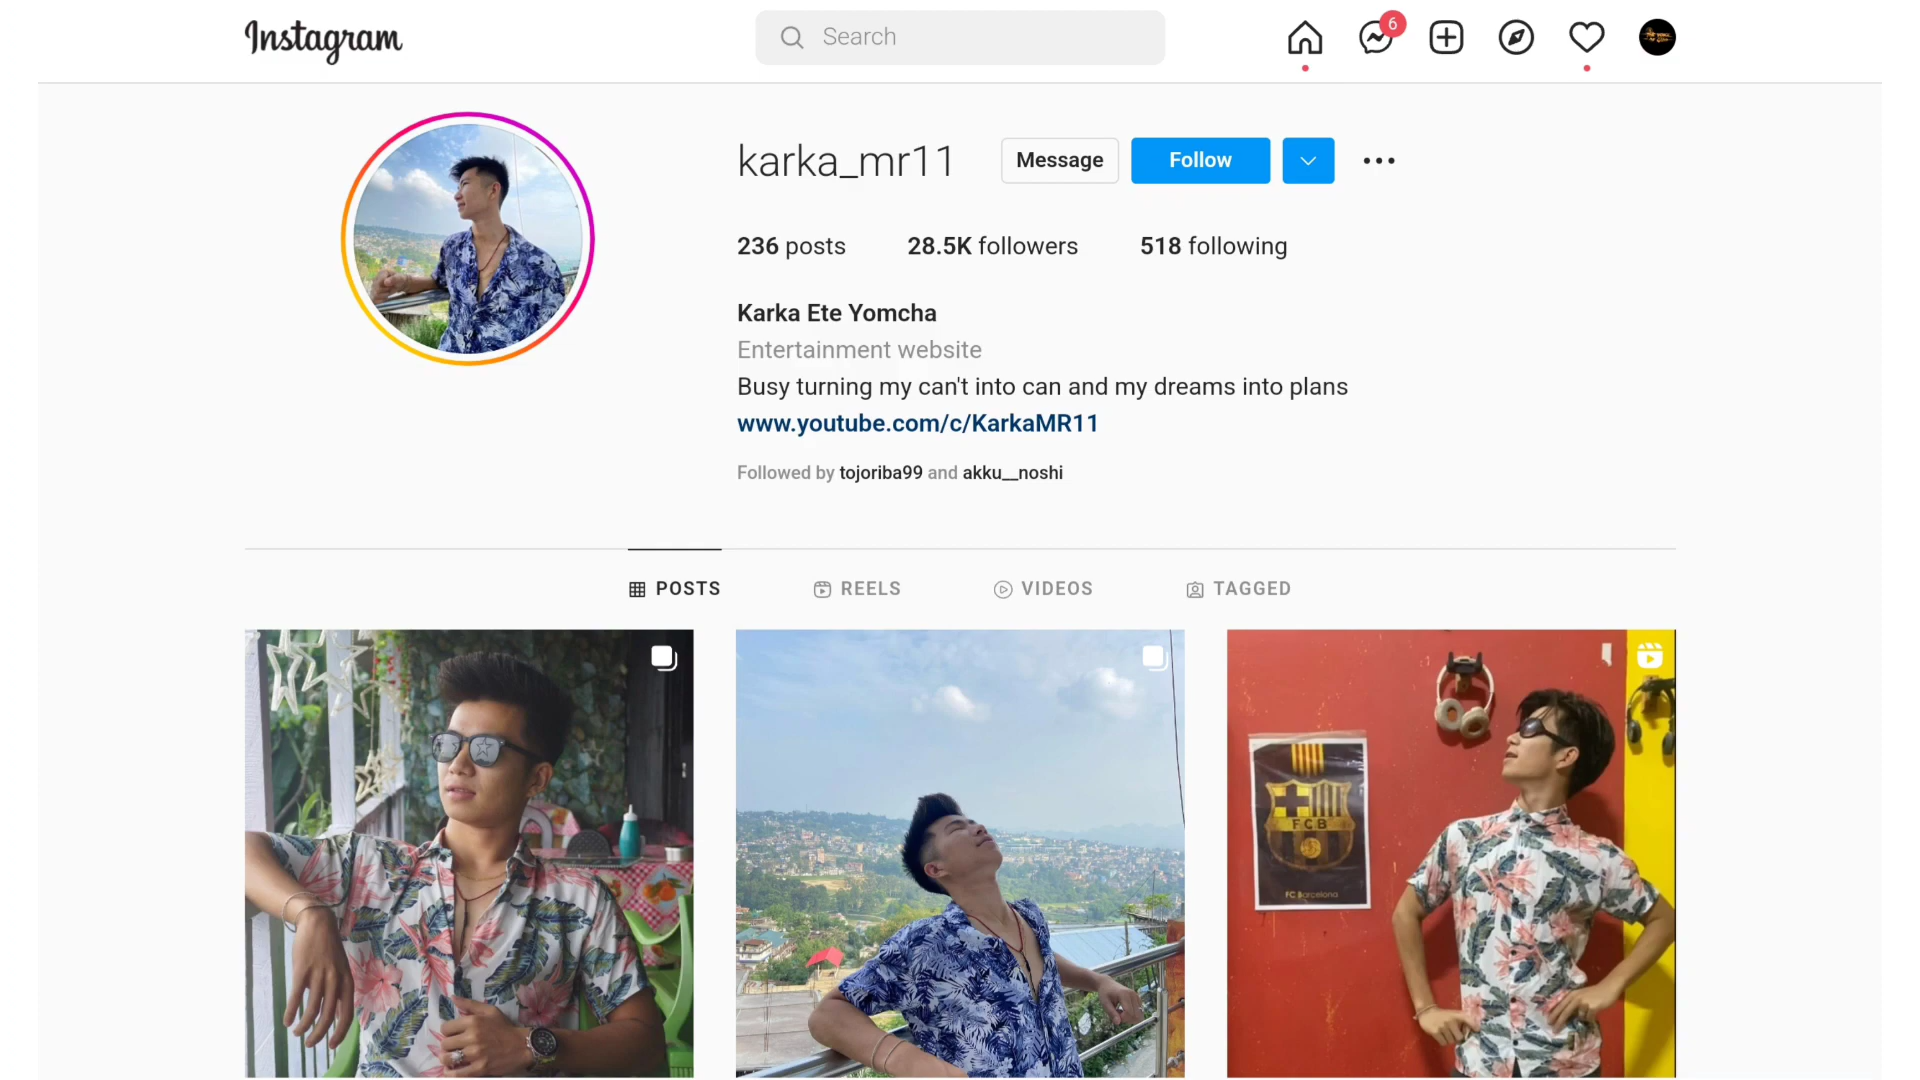 Instagram
Search
6
karka_mr11
Message
Follow
236 posts
28.5K followers
518 following
Karka Ete Yomcha
Entertainment website
Busy turning my can't into can and my dreams into plans
www.youtube.com/c/KarkaMR11
Followed by tojoriba99 and akku__noshi
POSTS
REELS
VIDEOS
TAGGED
FCB
FC Barcelona